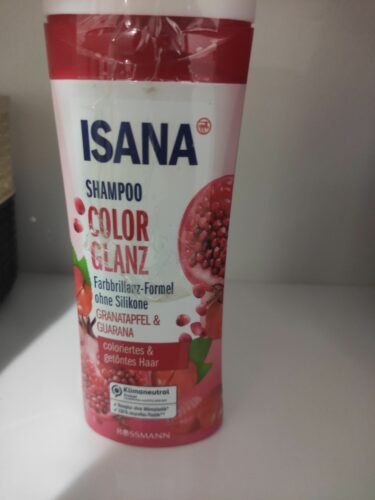 ISANA
SHAMPOO
COLOR
GLANZ
Farbbrillanz-Formel
ohne Silikone
GRANATAPFEL &
GUARANA
coloriertes &
getöntes Haar
Klimaneutral
ROSSMANN